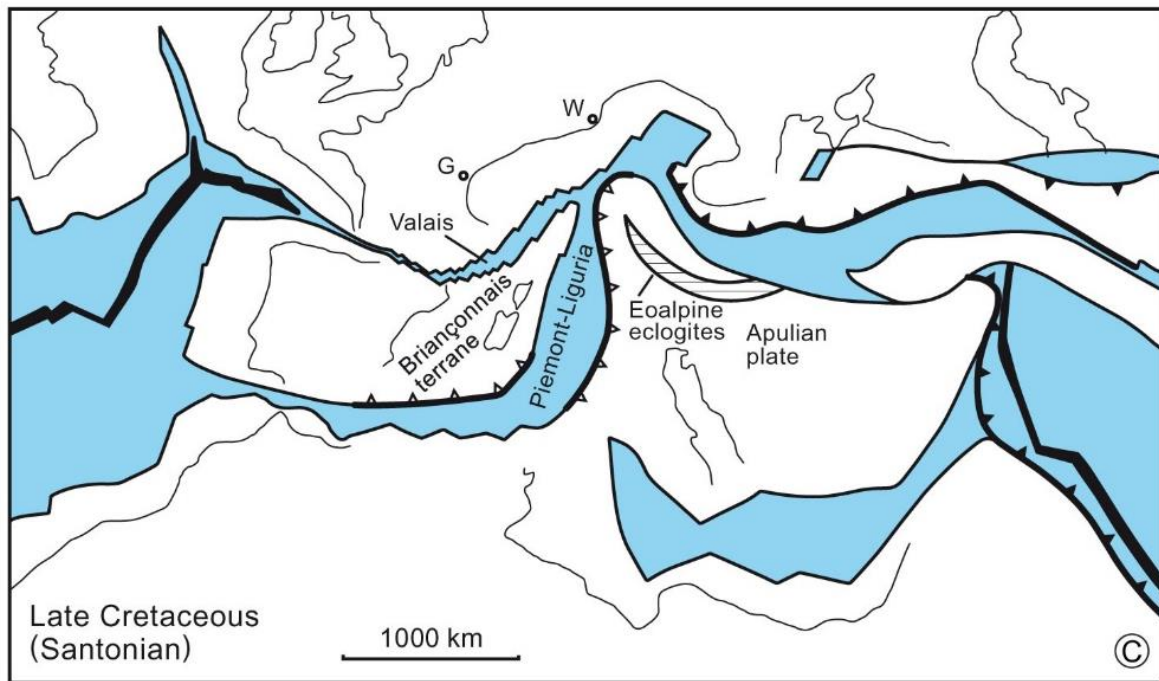 W
G
Valais
Briançonnais
terrane
Piemont-Liguria
Eoalpine
eclogites
Apulian
plate
Late Cretaceous
(Santonian)
1000 km
C